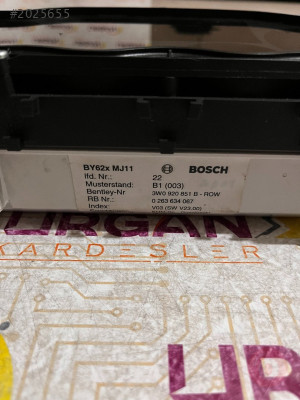 #2025655
BY62x MJ11 BOSCH
lfd. Nr.: 22
Musterstand: B1 (003)
Bentley-Nr 3W0 920 851 B - ROW
RB Nr.: 0 263 634 067
Index: V03 (SW V23.00)
URGAN
KARDEŞLER
UR